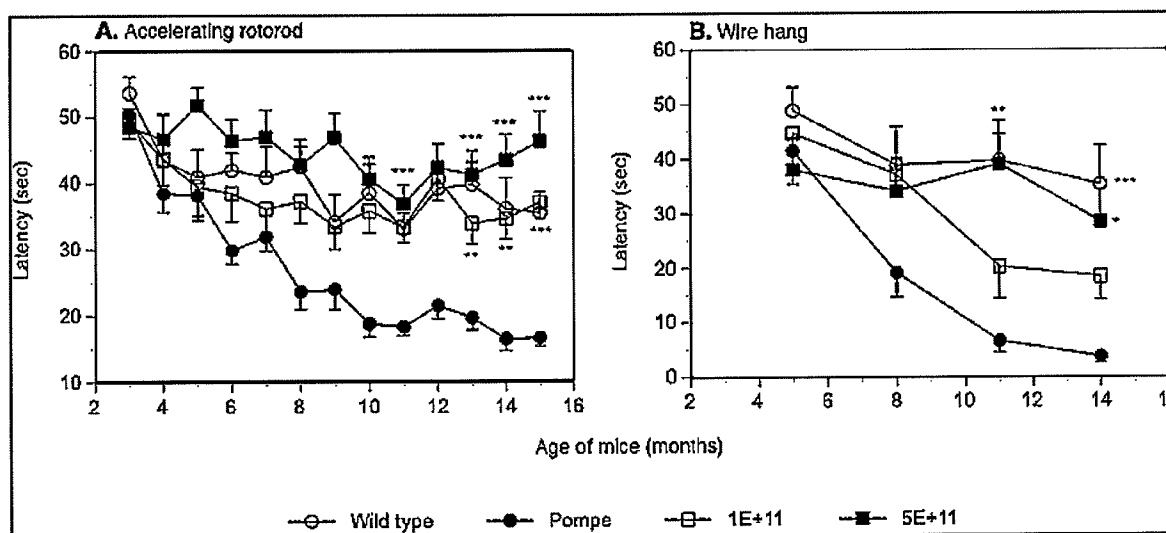 A. Accelerating rotorod
60
50
40
30
20
10
Latency (sec)
2 4 6 8 10 12 14 16
*** *** *** *** ** ** ***
B. Wire hang
60
50
40
30
20
10
0
Latency (sec)
2 4 6 8 10 12 14 1
** *** *
Age of mice (months)
Wild type Pompe 1E+11 5E+11